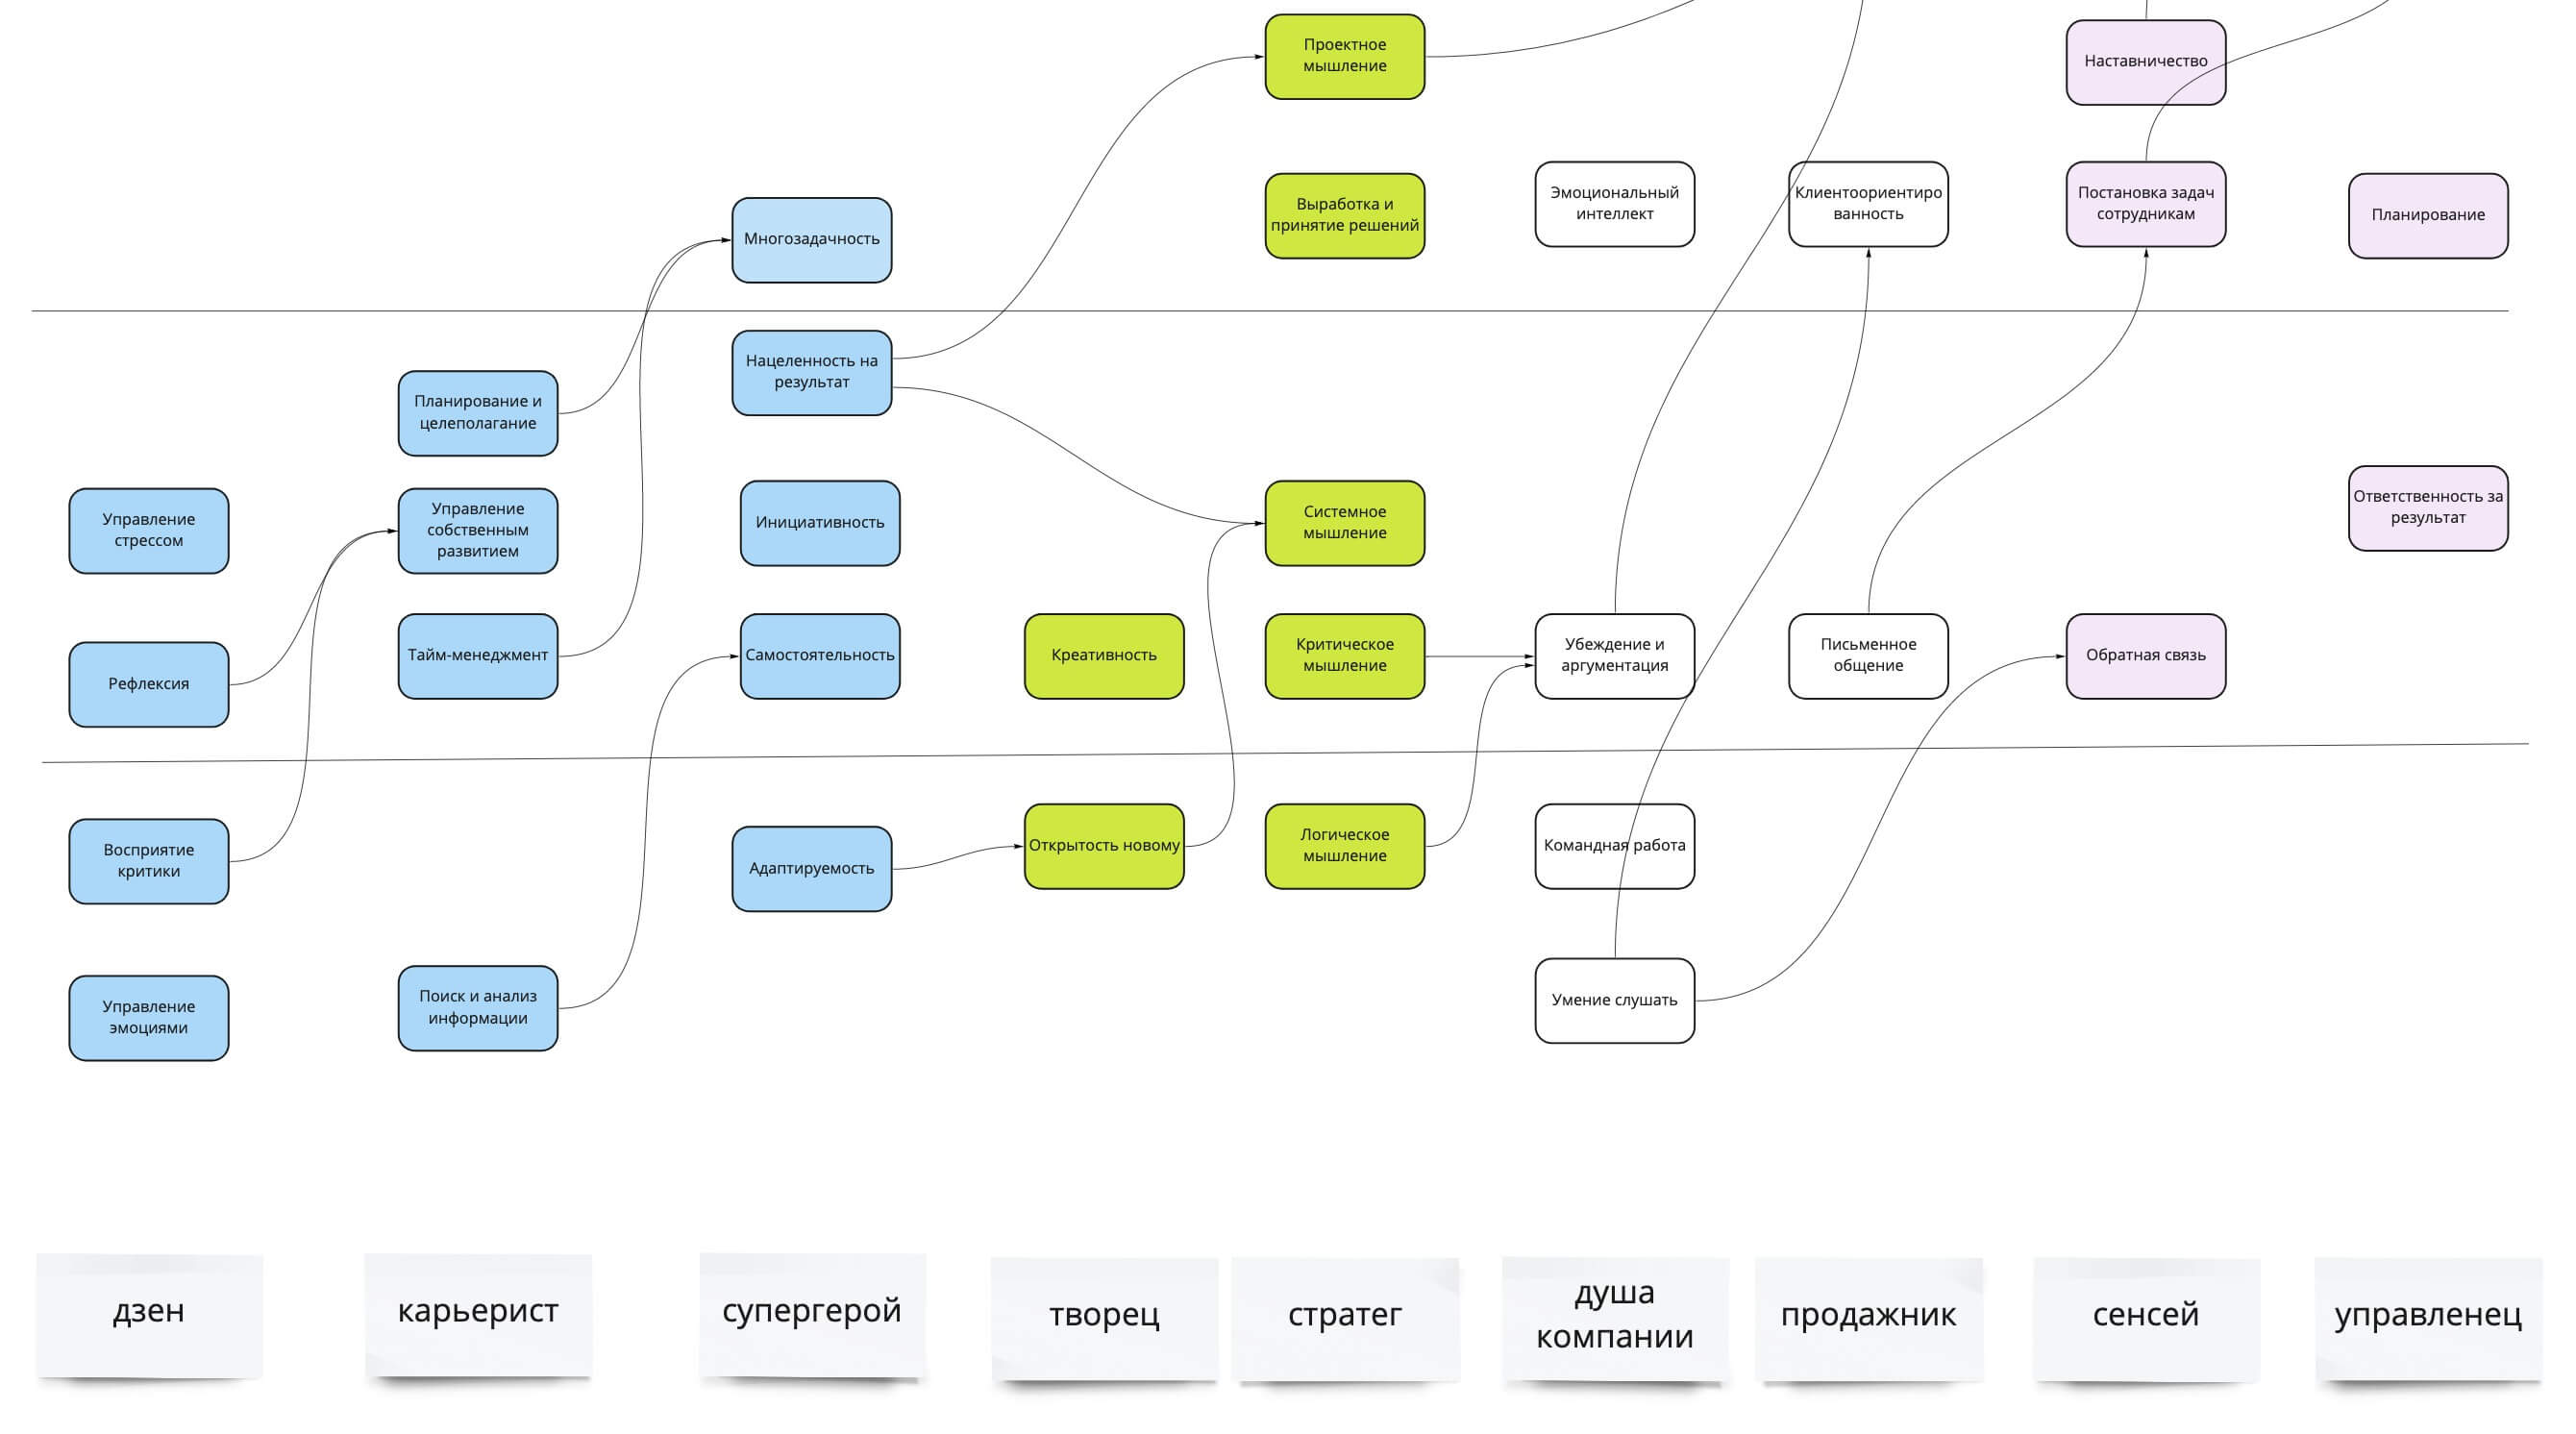 Проектное
мышление
Наставничество
Выработка и
принятие решений
Эмоциональный
интеллект
Клиентоориентиро
ванность
Постановка задач
сотрудникам
Планирование
Многозадачность
Нацеленность на
результат
Планирование и
целеполагание
Управление
стрессом
Управление
собственным
развитием
Инициативность
Системное
мышление
Ответственность за
результат
Рефлексия
Тайм-менеджмент
Самостоятельность
Креативность
Критическое
мышление
Убеждение и
аргументация
Письменное
общение
Обратная связь
Восприятие
критики
Адаптируемость
Открытость новому
Логическое
мышление
Командная работа
Управление
эмоциями
Поиск и анализ
информации
Умение слушать
дзен
карьерист
супергерой
творец
стратег
душа
компании
продажник
сенсей
управленец